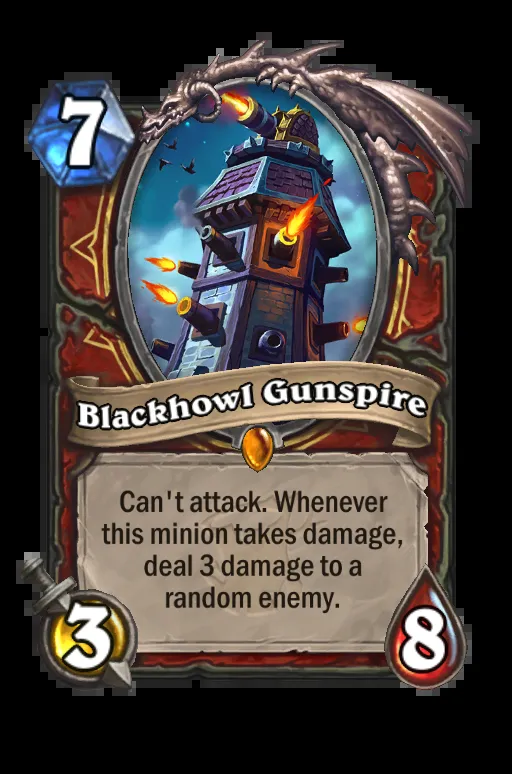 7
Blackhowl Gunspire
Can't attack. Whenever
this minion takes damage,
deal 3 damage to a
random enemy.
3
8